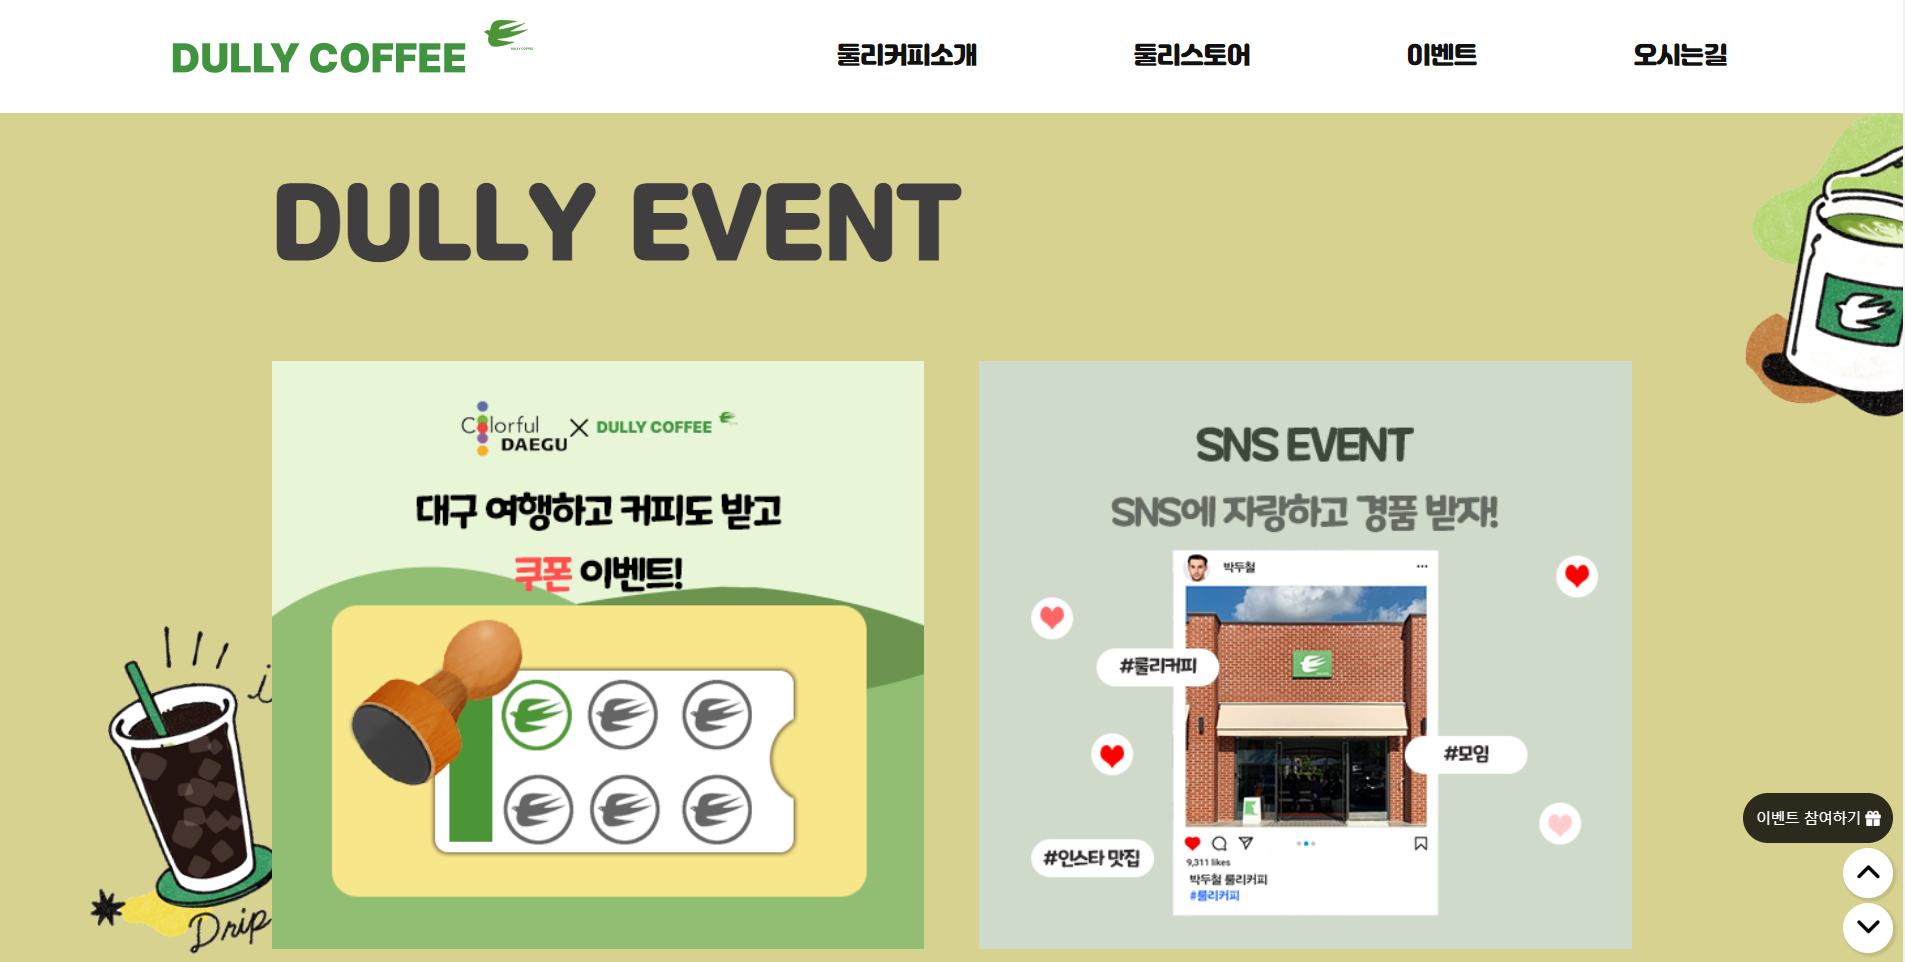 DULLY COFFEE
둘리커피소개
둘리스토어
이벤트
오시는길
DULLY EVENT
Colorful DAEGU
DULLY COFFEE
대구 여행하고 커피도 받고
쿠폰 이벤트!
SNS EVENT
SNS에 자랑하고 경품 받자!
박두철
#룰리커피
#모임
#인스타 맛집
9,311 likes
박두철 룰리커피
#룰리커피
Drip
이벤트 참여하기